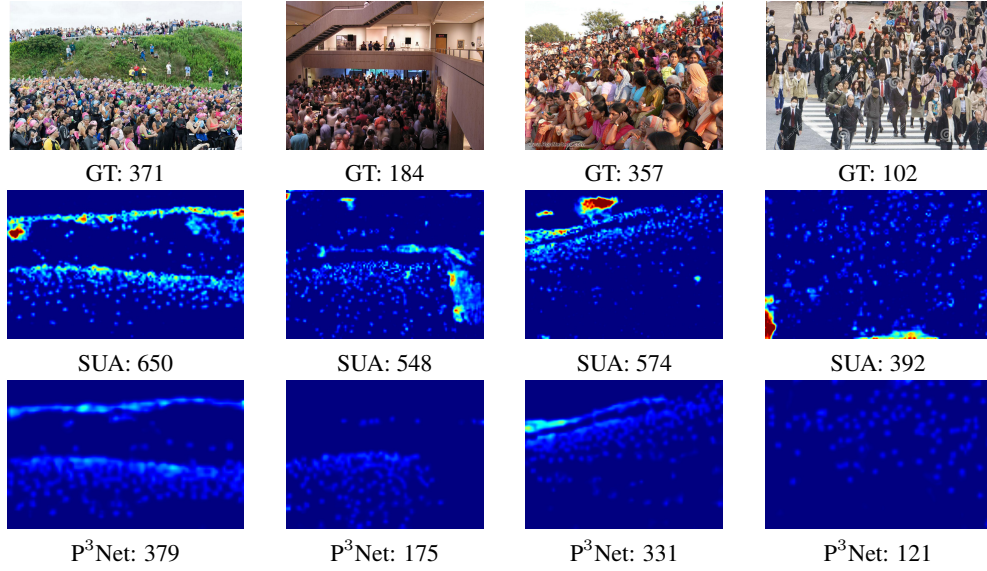 GT: 371 GT: 184 GT: 357 GT: 102
SUA: 650 SUA: 548 SUA: 574 SUA: 392
P³Net: 379 P³Net: 175 P³Net: 331 P³Net: 121